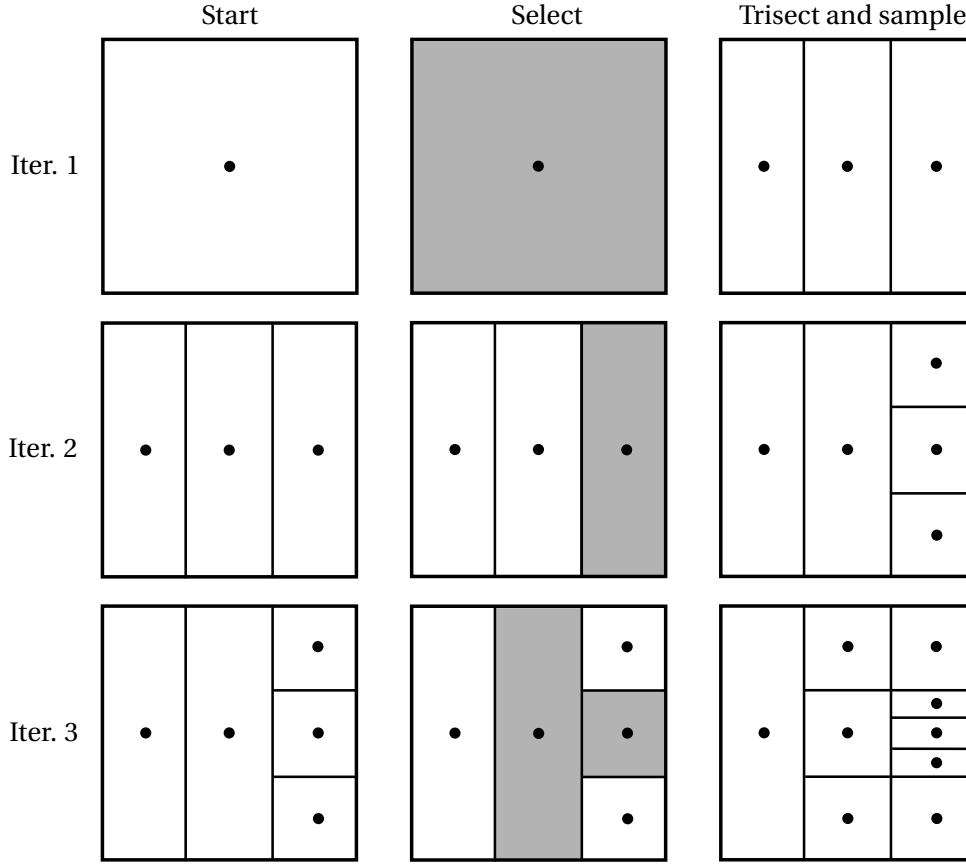 Start
Select
Trisect and sample
Iter. 1
Iter. 2
Iter. 3